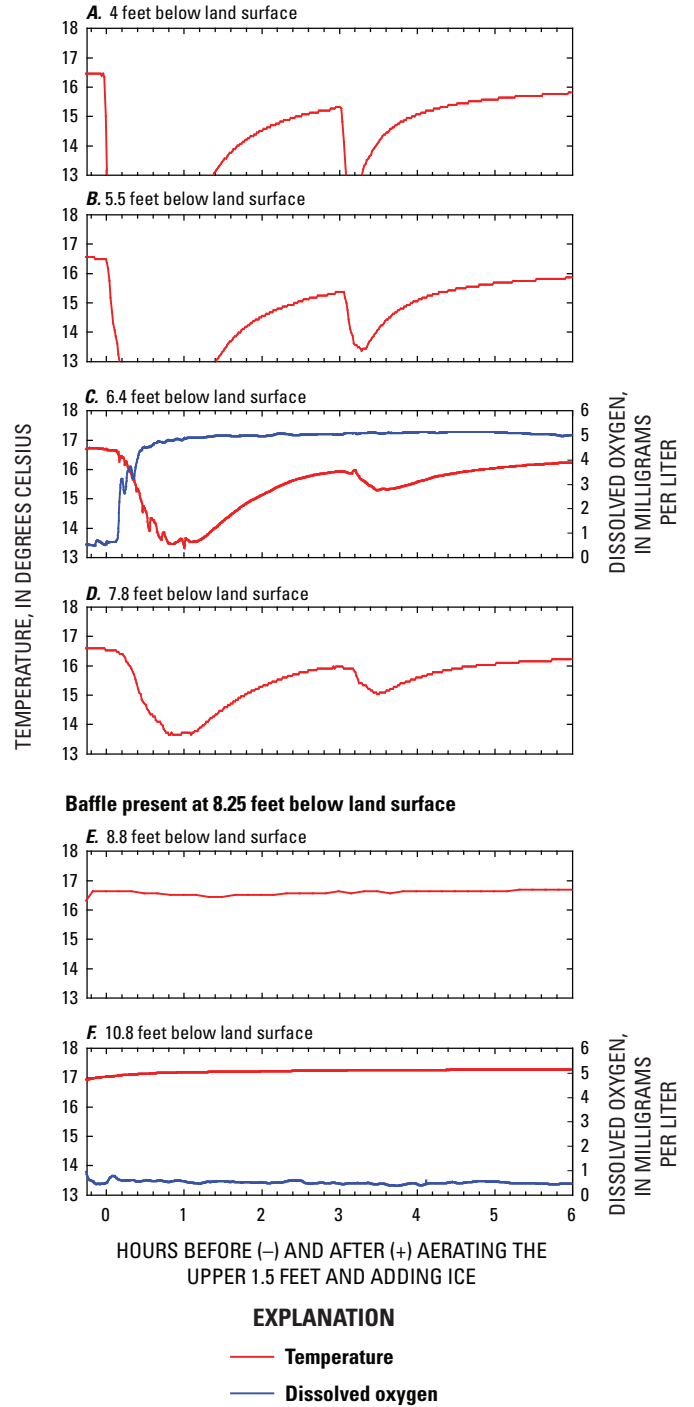 A. 4 feet below land surface
18
17
16
15
14
13
B. 5.5 feet below land surface
18
17
16
15
14
13
C. 6.4 feet below land surface
18
17
16
15
14
13
6
5
4
3
2
1
0
DISSOLVED OXYGEN,
IN MILLIGRAMS
PER LITER
TEMPERATURE, IN DEGREES CELSIUS
D. 7.8 feet below land surface
18
17
16
15
14
13
Baffle present at 8.25 feet below land surface
E. 8.8 feet below land surface
18
17
16
15
14
13
F. 10.8 feet below land surface
18
17
16
15
14
13
6
5
4
3
2
1
0
DISSOLVED OXYGEN,
IN MILLIGRAMS
PER LITER
0 1 2 3 4 5 6
HOURS BEFORE (–) AND AFTER (+) AERATING THE
UPPER 1.5 FEET AND ADDING ICE
EXPLANATION
Temperature
Dissolved oxygen